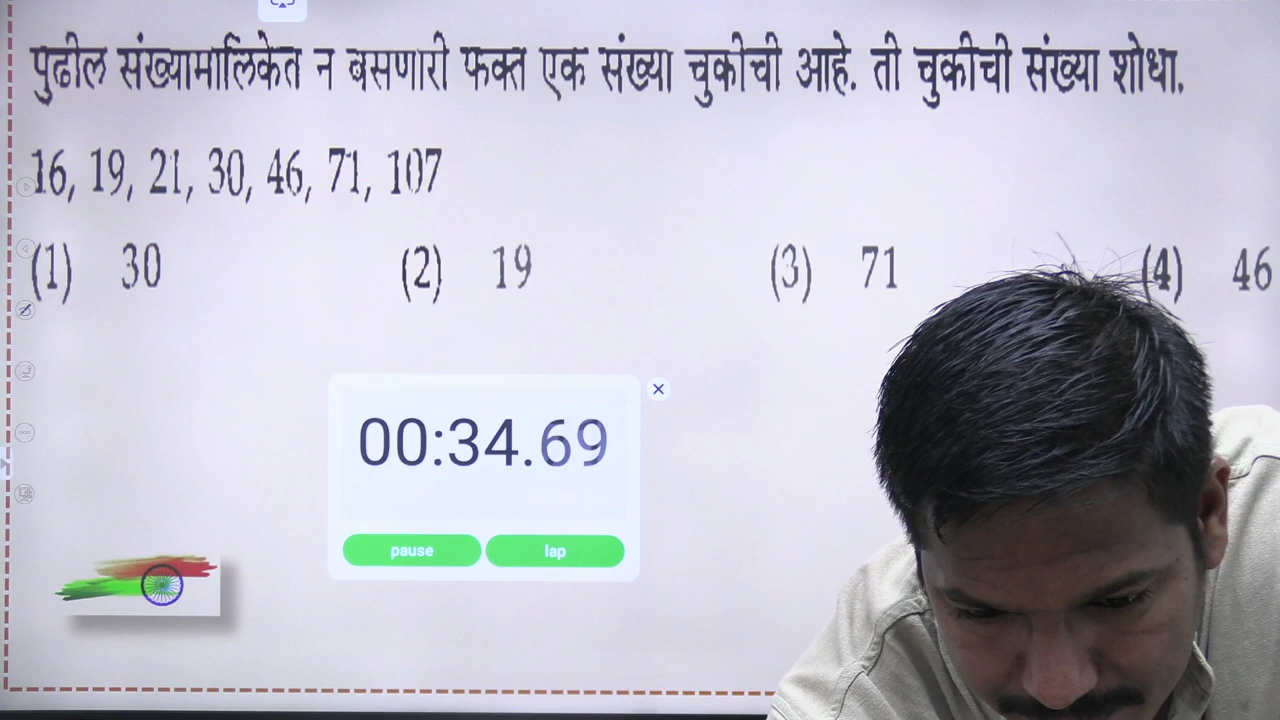 पुढील संख्यामालिकेत न बसणारी फक्त एक संख्या चुकीची आहे. ती चुकीची संख्या शोधा.
16, 19, 21, 30, 46, 71, 107
(1) 30 (2) 19 (3) 71 (4) 46
00:34.69
pause lap